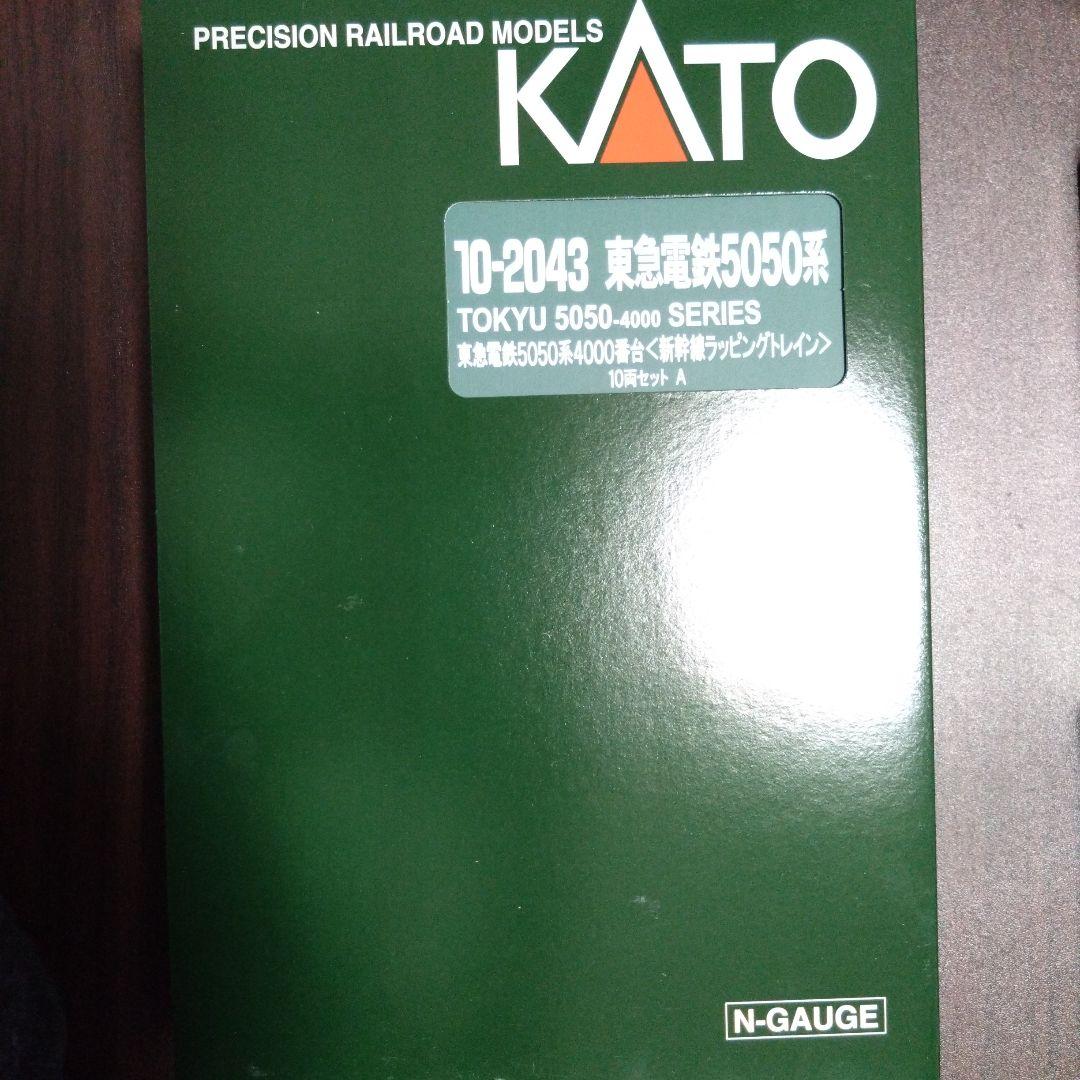 PRECISION RAILROAD MODELS
KATO
10-2043 東急電鉄5050系
TOKYU 5050-4000 SERIES
東急電鉄5050系4000番台<新幹線ラッピングトレイン>
10両セット A
N-GAUGE